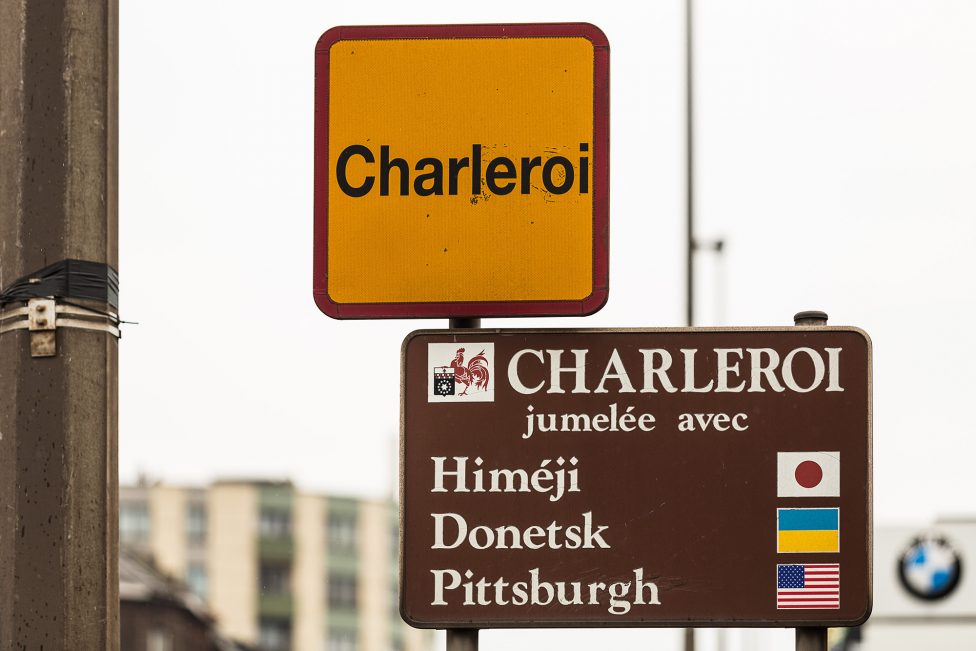 Charleroi
CHARLEROI
jumelée avec
Himéji
Donetsk
Pittsburgh